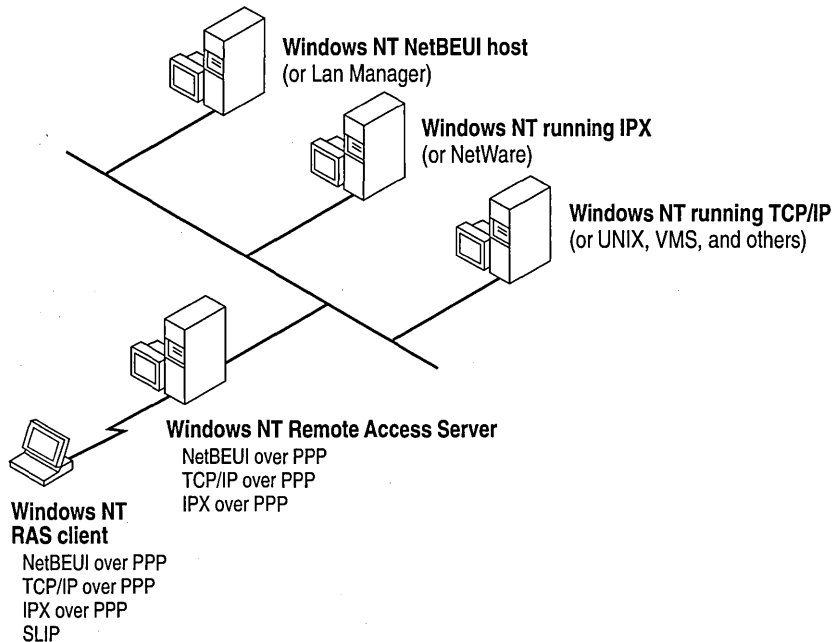 Windows NT NetBEUI host
(or Lan Manager)
Windows NT running IPX
(or NetWare)
Windows NT running TCP/IP
(or UNIX, VMS, and others)
Windows NT Remote Access Server
NetBEUI over PPP
TCP/IP over PPP
IPX over PPP
Windows NT
RAS client
NetBEUI over PPP
TCP/IP over PPP
IPX over PPP
SLIP